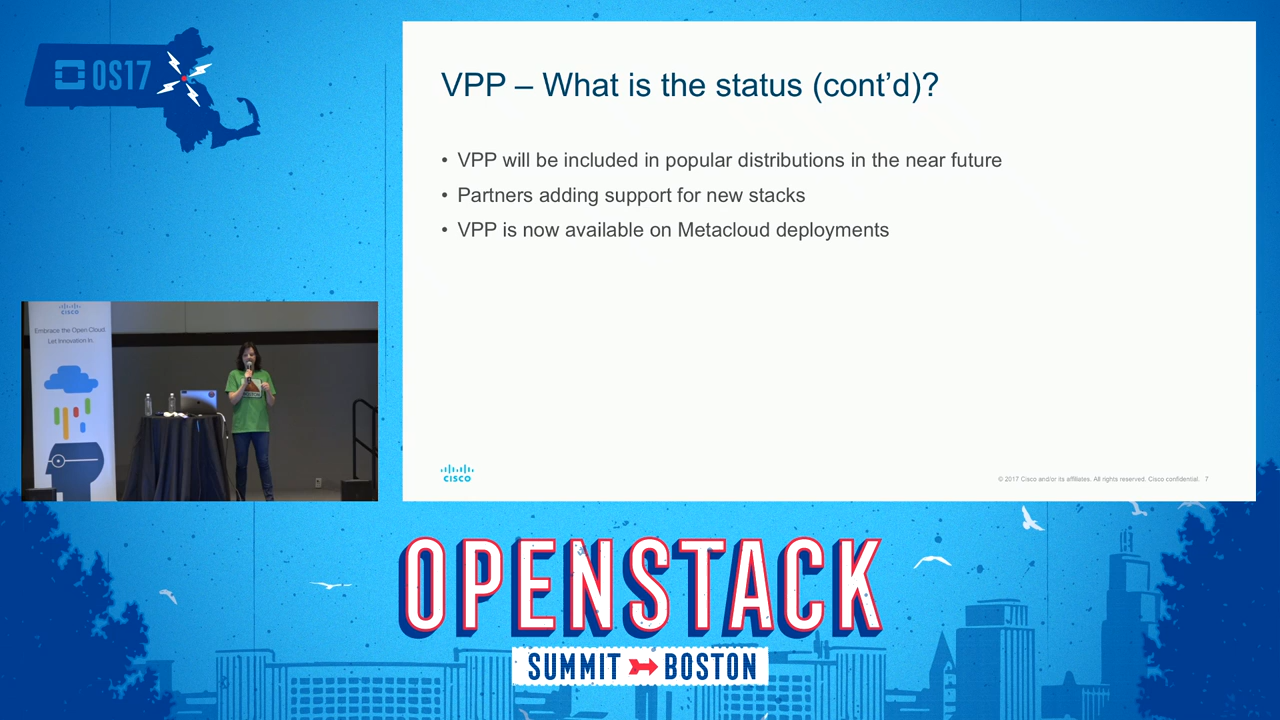 OS17
VPP – What is the status (cont'd)?
• VPP will be included in popular distributions in the near future
• Partners adding support for new stacks
• VPP is now available on Metacloud deployments
CISCO
Embrace the Open Cloud.
Let Innovation In.
CISCO
© 2017 Cisco and/or its affiliates. All rights reserved. Cisco confidential. 7
OPENSTACK
SUMMIT BOSTON